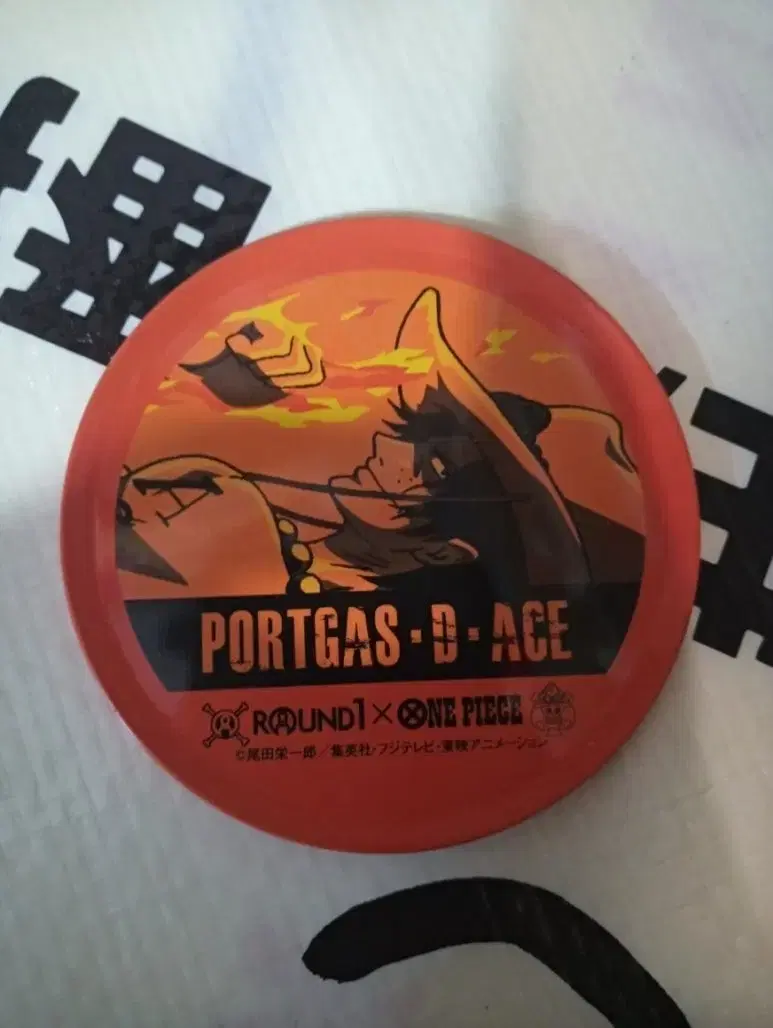 PORTGAS·D·ACE
ROUND1×ONE PIECE
©尾田栄一郎／集英社・フジテレビ・東映アニメーション